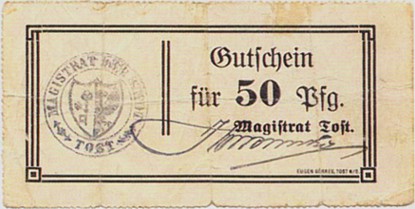 MAGISTRAT DER STADT
TOST
Gutschein
für 50 Pfg.
Magistrat Tost.